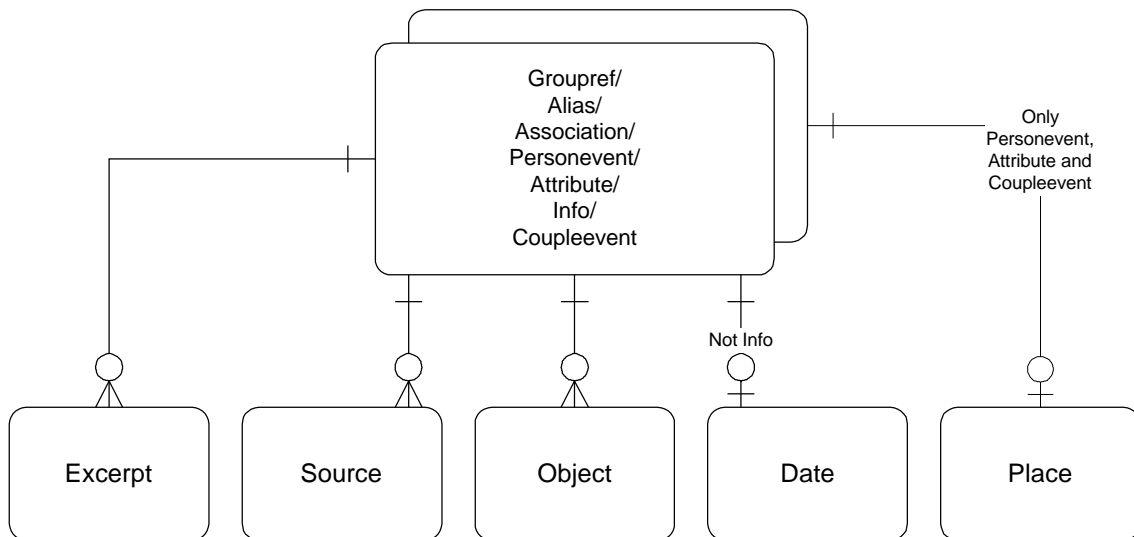 Groupref/
Alias/
Association/
Personevent/
Attribute/
Info/
Coupleevent
Only
Personevent,
Attribute and
Coupleevent
Not Info
Excerpt
Source
Object
Date
Place